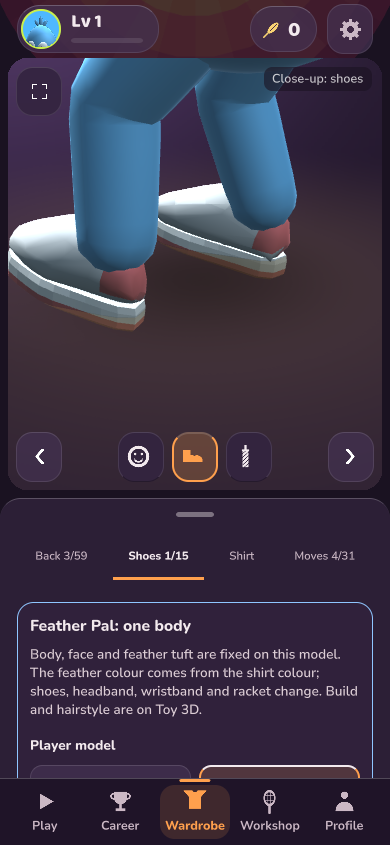 Lv 1
0
Close-up: shoes
Back 3/59
Shoes 1/15
Shirt
Moves 4/31
Feather Pal: one body
Body, face and feather tuft are fixed on this model.
The feather colour comes from the shirt colour;
shoes, headband, wristband and racket change. Build
and hairstyle are on Toy 3D.
Player model
Play
Career
Wardrobe
Workshop
Profile